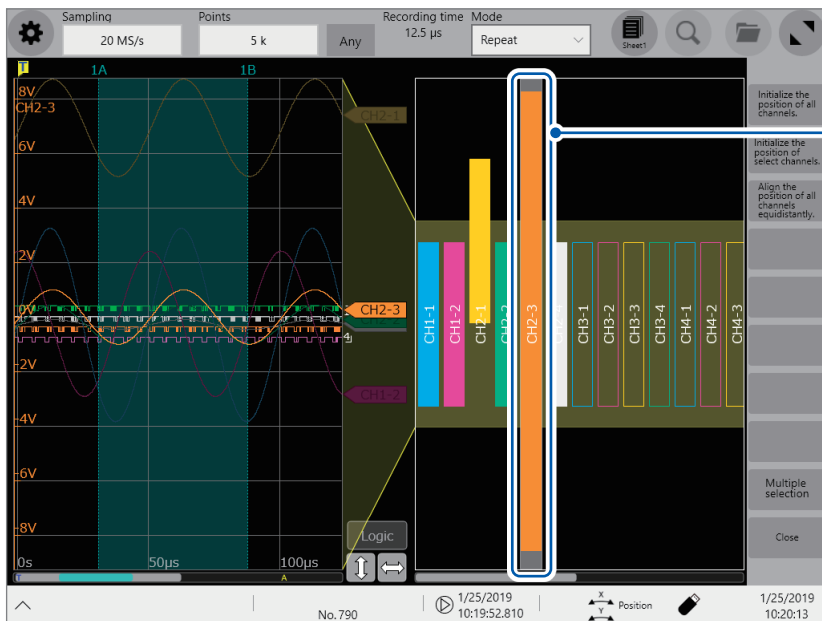 Sampling
20 MS/s
Points
5 k
Any
Recording time
12.5 µs
Mode
Repeat
Sheet1
T
1A
1B
8V
CH2-3
6V
4V
2V
0V
-2V
-4V
-6V
-8V
0s
50µs
100µs
CH2-1
CH2-3
CH1-2
Logic
T
A
CH1-1
CH1-2
CH2-1
CH2-2
CH2-3
CH3-1
CH3-2
CH3-3
CH3-4
CH4-1
CH4-2
CH4-3
Initialize the
position of all
channels.
Initialize the
position of
select channels.
Align the
position of all
channels
equidistantly.
Multiple
selection
Close
No. 790
1/25/2019
10:19:52.810
X
Y
Position
1/25/2019
10:20:13